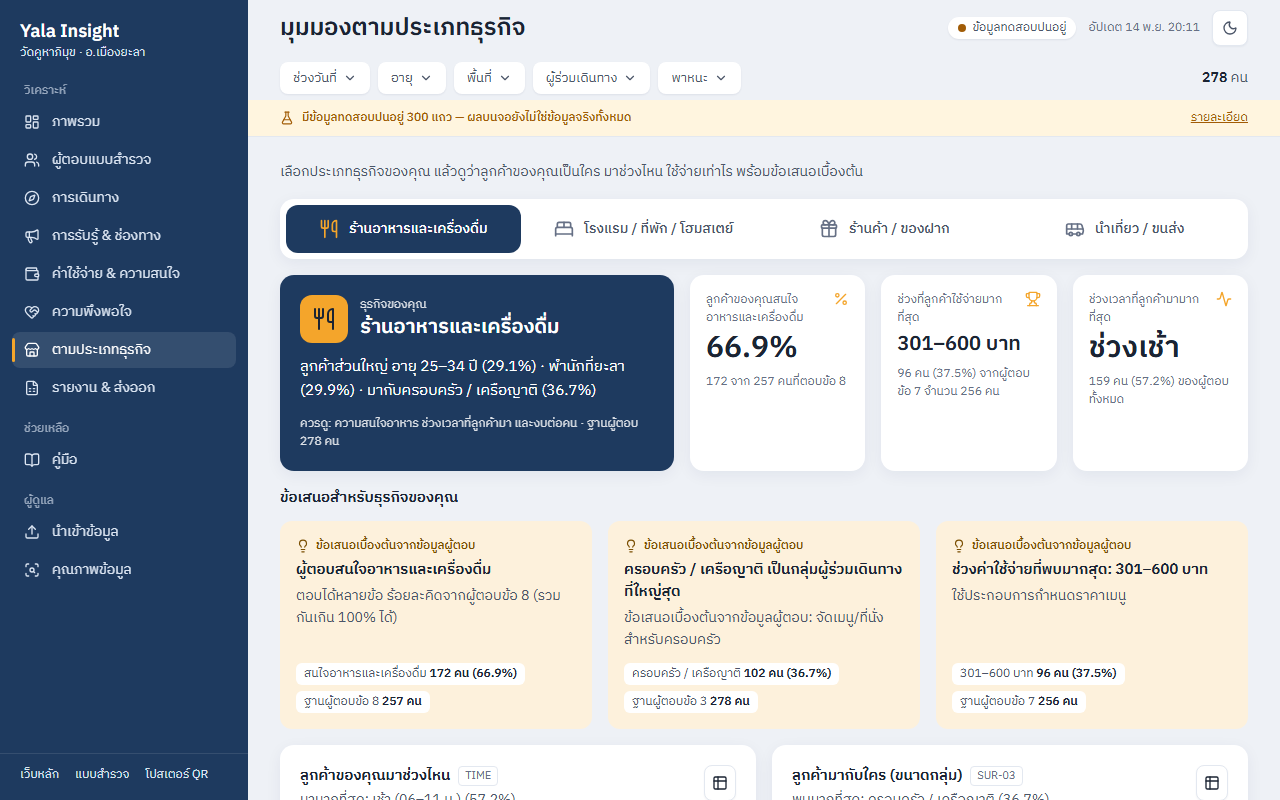 Yala Insight
วัดคูหาภิมุข · อ.เมืองยะลา
วิเคราะห์
ภาพรวม
ผู้ตอบแบบสำรวจ
การเดินทาง
การรับรู้ & ช่องทาง
ค่าใช้จ่าย & ความสนใจ
ความพึงพอใจ
ตามประเภทธุรกิจ
รายงาน & ส่งออก
ช่วยเหลือ
คู่มือ
ผู้ดูแล
นำเข้าข้อมูล
คุณภาพข้อมูล
เว็บหลัก แบบสำรวจ โปสเตอร์ QR
มุมมองตามประเภทธุรกิจ
ข้อมูลทดสอบปนอยู่ อัปเดต 14 พ.ย. 20:11
ช่วงวันที่ อายุ พื้นที่ ผู้ร่วมเดินทาง พาหนะ 278 คน
มีข้อมูลทดสอบปนอยู่ 300 แถว — ผลบนจอยังไม่ใช่ข้อมูลจริงทั้งหมด รายละเอียด
เลือกประเภทธุรกิจของคุณ แล้วดูว่าลูกค้าของคุณเป็นใคร มาช่วงไหน ใช้จ่ายเท่าไร พร้อมข้อเสนอเบื้องต้น
ร้านอาหารและเครื่องดื่ม โรงแรม / ที่พัก / โฮมสเตย์ ร้านค้า / ของฝาก นำเที่ยว / ขนส่ง
ธุรกิจของคุณ
ร้านอาหารและเครื่องดื่ม
ลูกค้าส่วนใหญ่ อายุ 25–34 ปี (29.1%) · พำนักที่ยะลา
(29.9%) · มากับครอบครัว / เครือญาติ (36.7%)
ควรดู: ความสนใจอาหาร ช่วงเวลาที่ลูกค้ามา และงบต่อคน · ฐานผู้ตอบ
278 คน
ลูกค้าของคุณสนใจ
อาหารและเครื่องดื่ม
66.9%
172 จาก 257 คนที่ตอบข้อ 8
ช่วงที่ลูกค้าใช้จ่ายมาก
ที่สุด
301–600 บาท
96 คน (37.5%) จากผู้ตอบ
ข้อ 7 จำนวน 256 คน
ช่วงเวลาที่ลูกค้ามามาก
ที่สุด
ช่วงเช้า
159 คน (57.2%) ของผู้ตอบ
ทั้งหมด
ข้อเสนอสำหรับธุรกิจของคุณ
ข้อเสนอเบื้องต้นจากข้อมูลผู้ตอบ
ผู้ตอบสนใจอาหารและเครื่องดื่ม
ตอบได้หลายข้อ ร้อยละคิดจากผู้ตอบข้อ 8 (รวม
กันเกิน 100% ได้)
สนใจอาหารและเครื่องดื่ม 172 คน (66.9%)
ฐานผู้ตอบข้อ 8 257 คน
ข้อเสนอเบื้องต้นจากข้อมูลผู้ตอบ
ครอบครัว / เครือญาติ เป็นกลุ่มผู้ร่วมเดินทาง
ที่ใหญ่สุด
ข้อเสนอเบื้องต้นจากข้อมูลผู้ตอบ: จัดเมนู/ที่นั่ง
สำหรับครอบครัว
ครอบครัว / เครือญาติ 102 คน (36.7%)
ฐานผู้ตอบข้อ 3 278 คน
ข้อเสนอเบื้องต้นจากข้อมูลผู้ตอบ
ช่วงค่าใช้จ่ายที่พบมากสุด: 301–600 บาท
ใช้ประกอบการกำหนดราคาเมนู
301–600 บาท 96 คน (37.5%)
ฐานผู้ตอบข้อ 7 256 คน
ลูกค้าของคุณมาช่วงไหน TIME
มามากที่สุด: เช้า (06–11 น.) (57.2%)
ลูกค้ามากับใคร (ขนาดกลุ่ม) SUR-03
พบมากที่สุด: ครอบครัว / เครือญาติ (36.7%)